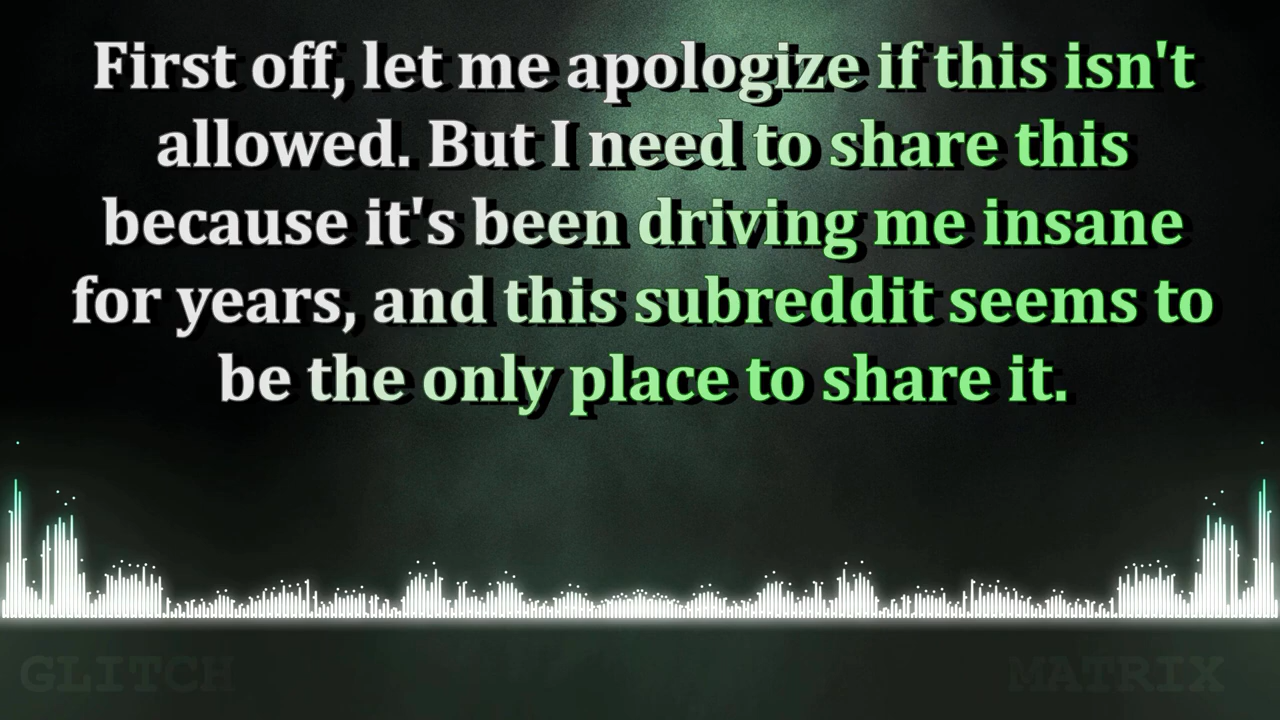 First off, let me apologize if this isn't
allowed. But I need to share this
because it's been driving me insane
for years, and this subreddit seems to
be the only place to share it.
GLITCH
MATRIX